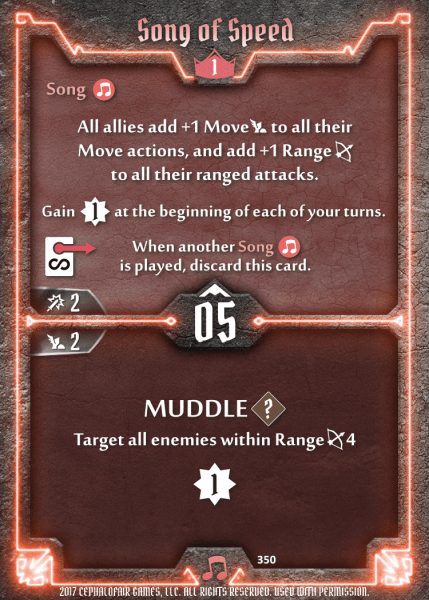 Song of Speed
1
Song
All allies add +1 Move to all their
Move actions, and add +1 Range
to all their ranged attacks.
Gain 1 at the beginning of each of your turns.
When another Song
is played, discard this card.
S
2
05
2
MUDDLE ?
Target all enemies within Range 4
1
350
2017 CEPHALOFAIR GAMES, LLC. ALL RIGHTS RESERVED. USED WITH PERMISSION.